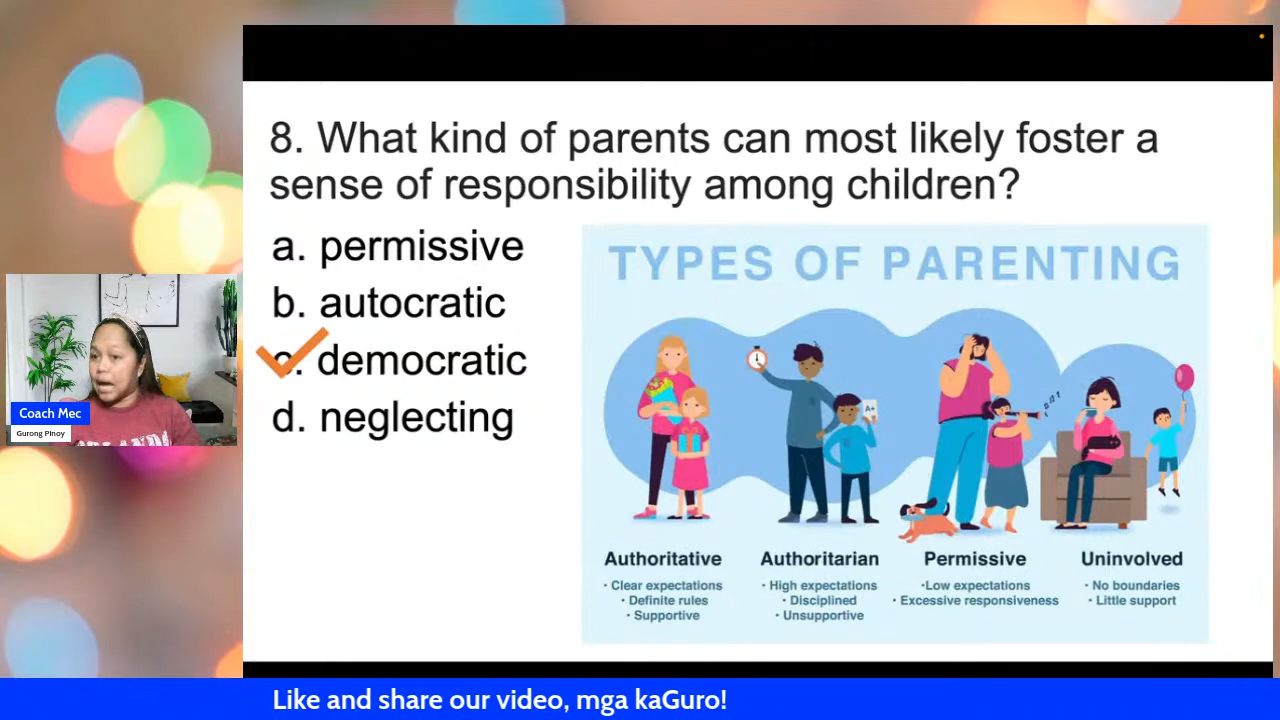 8. What kind of parents can most likely foster a
sense of responsibility among children?
a. permissive
b. autocratic
c. democratic
d. neglecting
TYPES OF PARENTING
A+
Authoritative
• Clear expectations
• Definite rules
• Supportive
Authoritarian
• High expectations
• Disciplined
• Unsupportive
Permissive
•Low expectations
• Excessive responsiveness
Uninvolved
• No boundaries
• Little support
Coach Mec
Gurong Pinoy
Like and share our video, mga kaGuro!